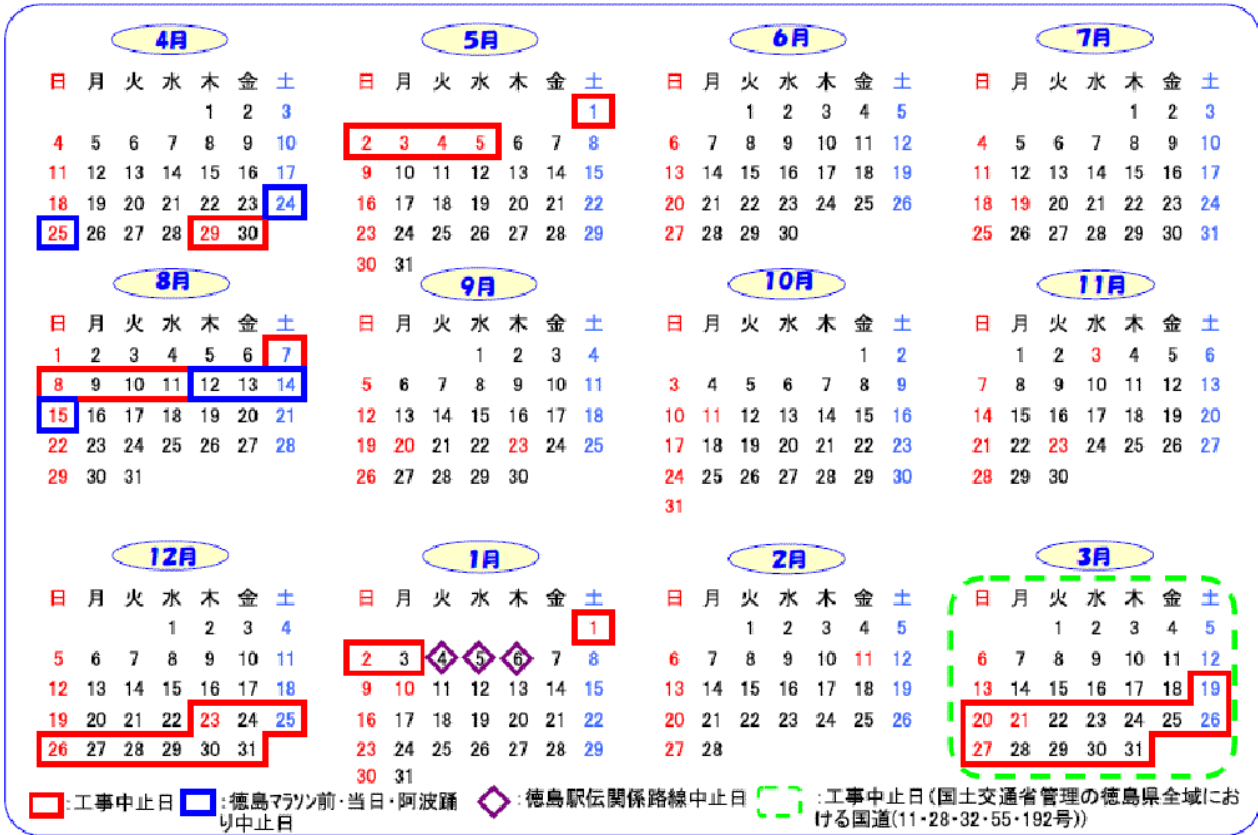 4月 5月 6月 7月
日 月 火 水 木 金 土 日 月 火 水 木 金 土 日 月 火 水 木 金 土 日 月 火 水 木 金 土
1 2 3 1 1 2 3 4 5 1 2 3
4 5 6 7 8 9 10 2 3 4 5 6 7 8 6 7 8 9 10 11 12 4 5 6 7 8 9 10
11 12 13 14 15 16 17 9 10 11 12 13 14 15 13 14 15 16 17 18 19 11 12 13 14 15 16 17
18 19 20 21 22 23 24 16 17 18 19 20 21 22 20 21 22 23 24 25 26 18 19 20 21 22 23 24
25 26 27 28 29 30 23 24 25 26 27 28 29 27 28 29 30 25 26 27 28 29 30 31
30 31
8月 9月 10月 11月
日 月 火 水 木 金 土 日 月 火 水 木 金 土 日 月 火 水 木 金 土 日 月 火 水 木 金 土
1 2 3 4 5 6 7 1 2 3 4 1 2 1 2 3 4 5 6
8 9 10 11 12 13 14 5 6 7 8 9 10 11 3 4 5 6 7 8 9 7 8 9 10 11 12 13
15 16 17 18 19 20 21 12 13 14 15 16 17 18 10 11 12 13 14 15 16 14 15 16 17 18 19 20
22 23 24 25 26 27 28 19 20 21 22 23 24 25 17 18 19 20 21 22 23 21 22 23 24 25 26 27
29 30 31 26 27 28 29 30 24 25 26 27 28 29 30 28 29 30
31
12月 1月 2月 3月
日 月 火 水 木 金 土 日 月 火 水 木 金 土 日 月 火 水 木 金 土 日 月 火 水 木 金 土
1 2 3 4 1 1 2 3 4 5 1 2 3 4 5
5 6 7 8 9 10 11 2 3 4 5 6 7 8 6 7 8 9 10 11 12 6 7 8 9 10 11 12
12 13 14 15 16 17 18 9 10 11 12 13 14 15 13 14 15 16 17 18 19 13 14 15 16 17 18 19
19 20 21 22 23 24 25 16 17 18 19 20 21 22 20 21 22 23 24 25 26 20 21 22 23 24 25 26
26 27 28 29 30 31 23 24 25 26 27 28 29 27 28 27 28 29 30 31
30 31
:工事中止日 :徳島マラソン前・当日・阿波踊 :徳島駅伝関係路線中止日 :工事中止日(国土交通省管理の徳島県全域にお
り中止日 ける国道(11・28・32・55・192号))